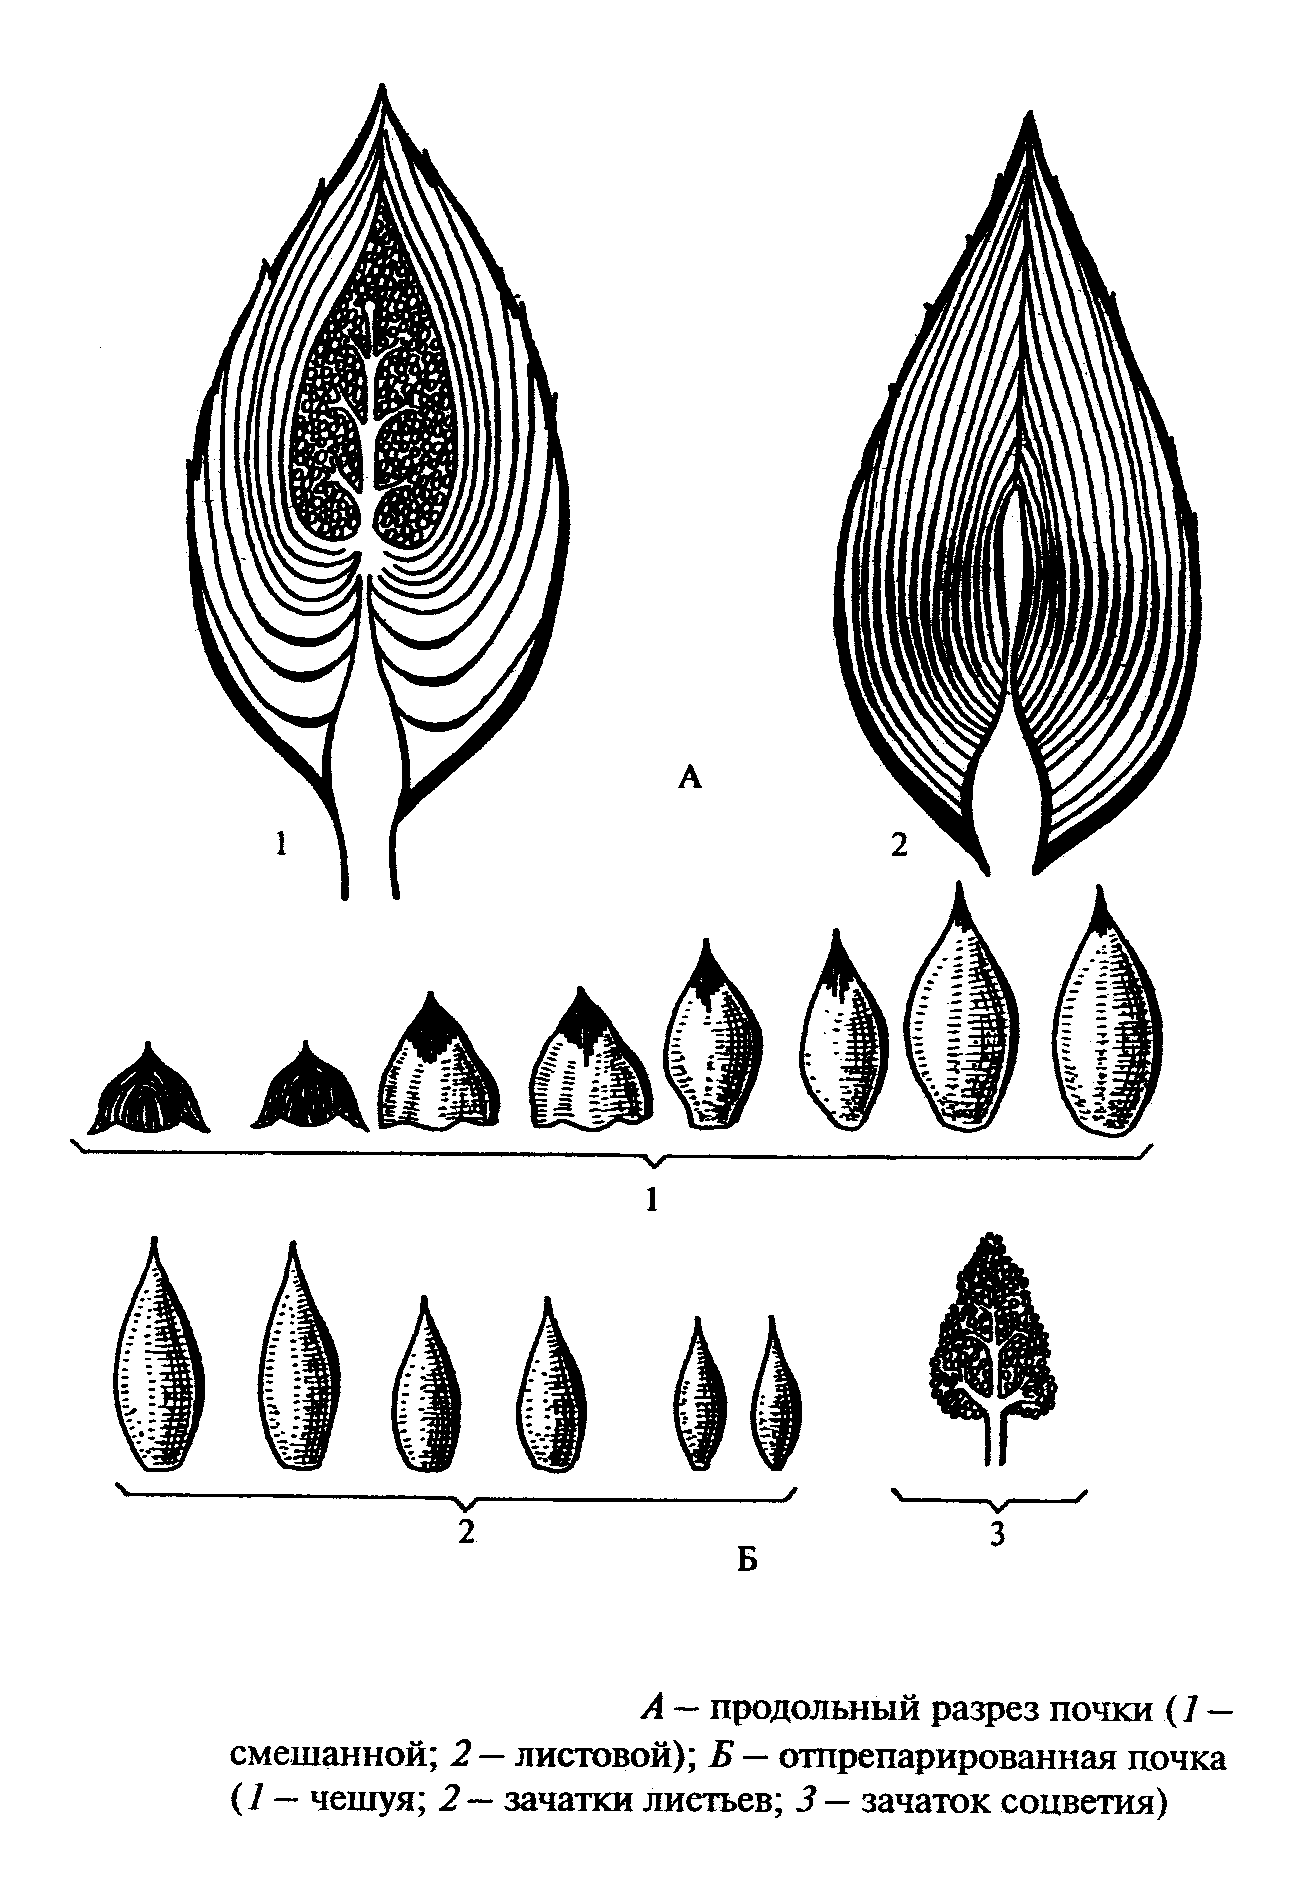 А
1
2
1
2
3
Б
А — продольный разрез почки (1 —
смешанной; 2 — листовой); Б — отпрепарированная почка
(1 — чешуя; 2 — зачатки листьев; 3 — зачаток соцветия)